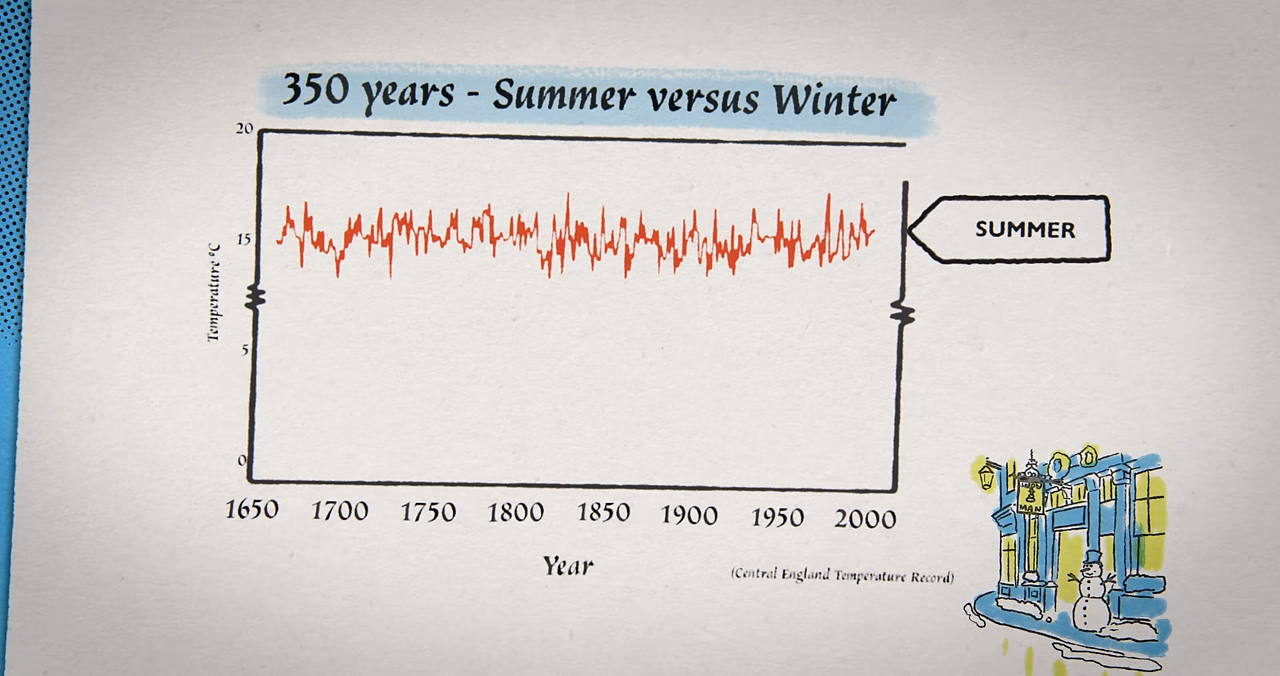 350 years - Summer versus Winter
20
15
5
0
Temperature °C
SUMMER
1650 1700 1750 1800 1850 1900 1950 2000
Year
(Central England Temperature Record)
MAN